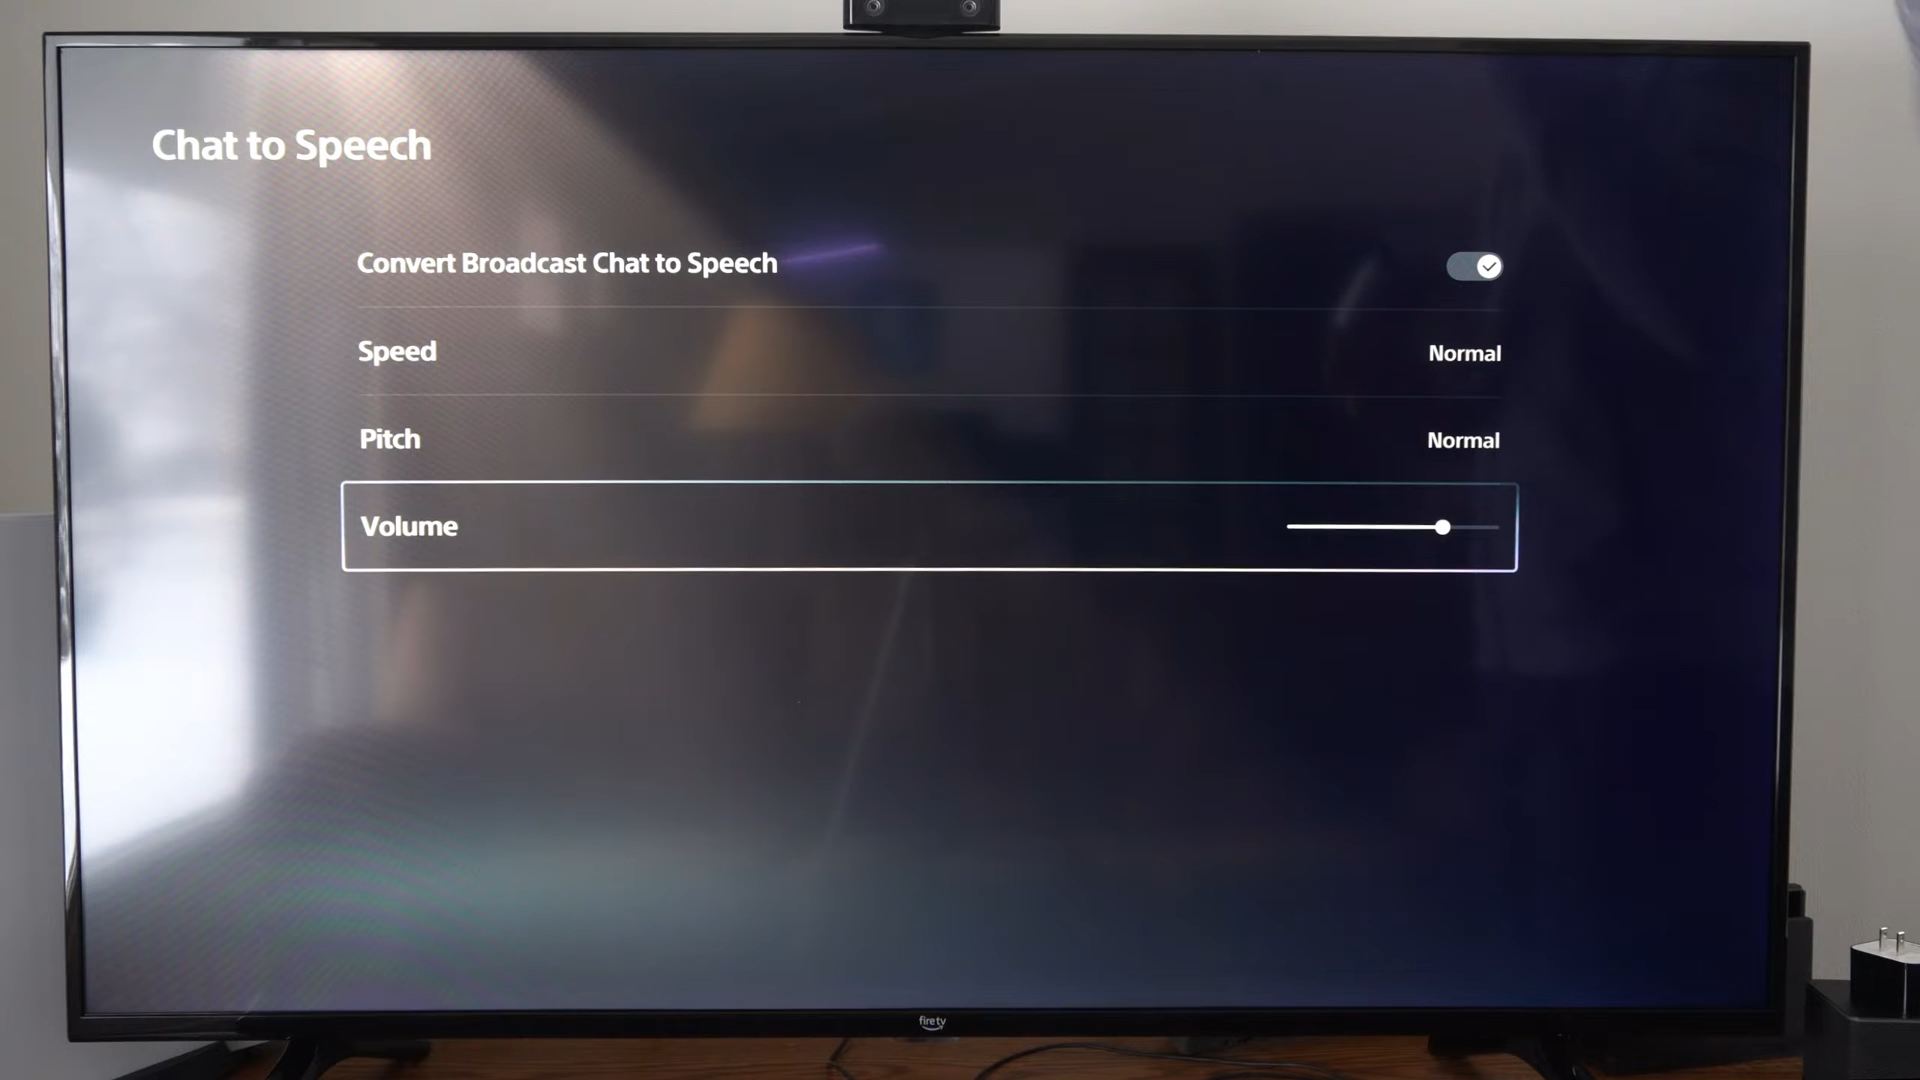 Chat to Speech
Convert Broadcast Chat to Speech
Speed Normal
Pitch Normal
Volume
firetv